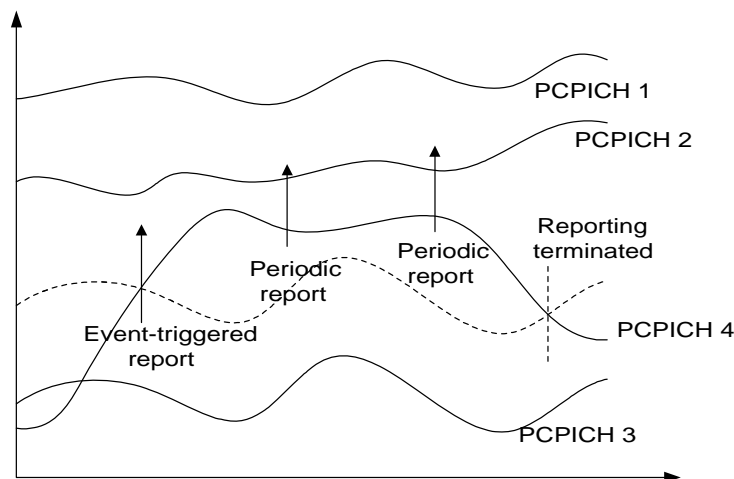 PCPICH 1
PCPICH 2
Reporting
terminated
Periodic
report
Periodic
report
Event-triggered
report
PCPICH 4
PCPICH 3